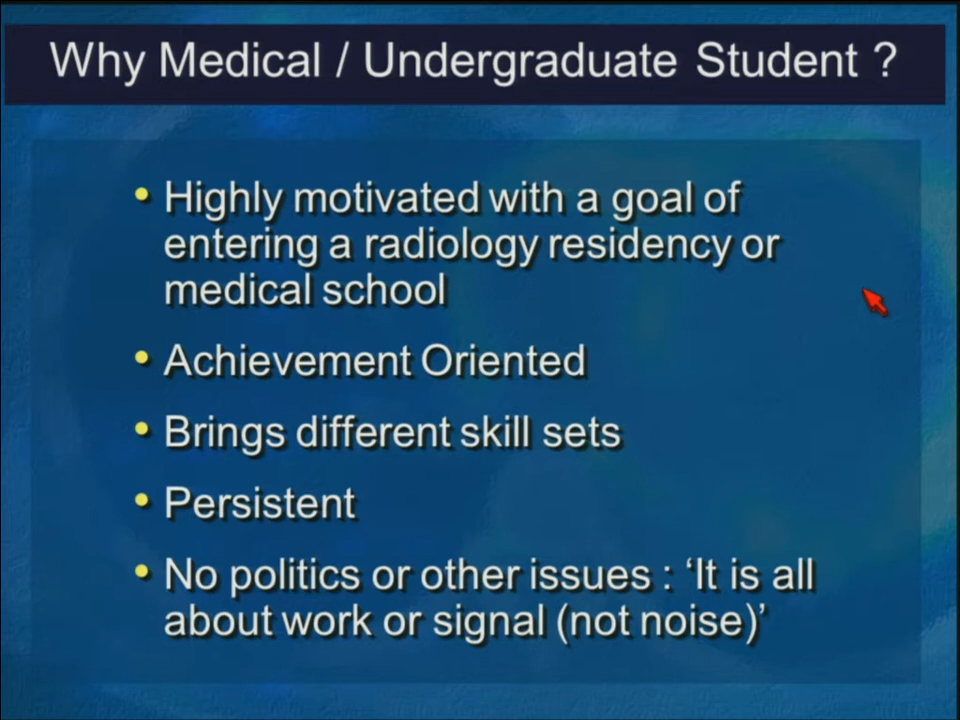 Why Medical / Undergraduate Student ?
• Highly motivated with a goal of
entering a radiology residency or
medical school
• Achievement Oriented
• Brings different skill sets
• Persistent
• No politics or other issues : ‘It is all
about work or signal (not noise)’